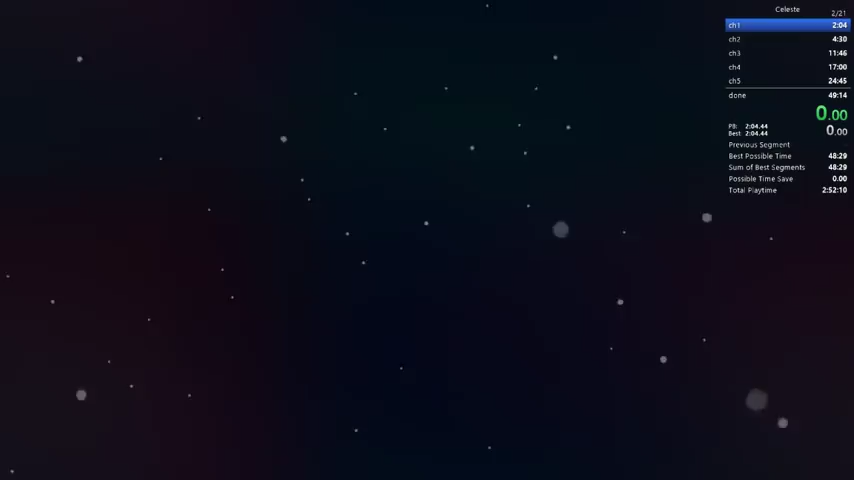 Celeste
2/21
ch1 2:04
ch2 4:30
ch3 11:46
ch4 17:00
ch5 24:45
done 49:14
0.00
PB: 2:04.44
Best: 2:04.44
0.00
Previous Segment -
Best Possible Time 48:29
Sum of Best Segments 48:29
Possible Time Save 0.00
Total Playtime 2:52:10